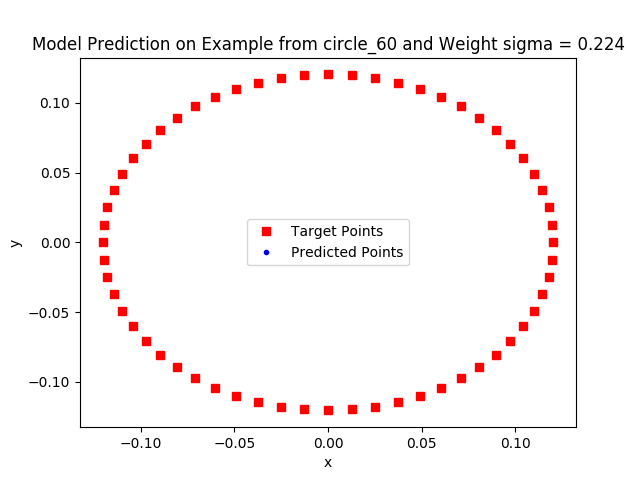 Model Prediction on Example from circle_60 and Weight sigma = 0.224
0.10
0.05
0.00
−0.05
−0.10
y
Target Points
Predicted Points
−0.10 −0.05 0.00 0.05 0.10
x